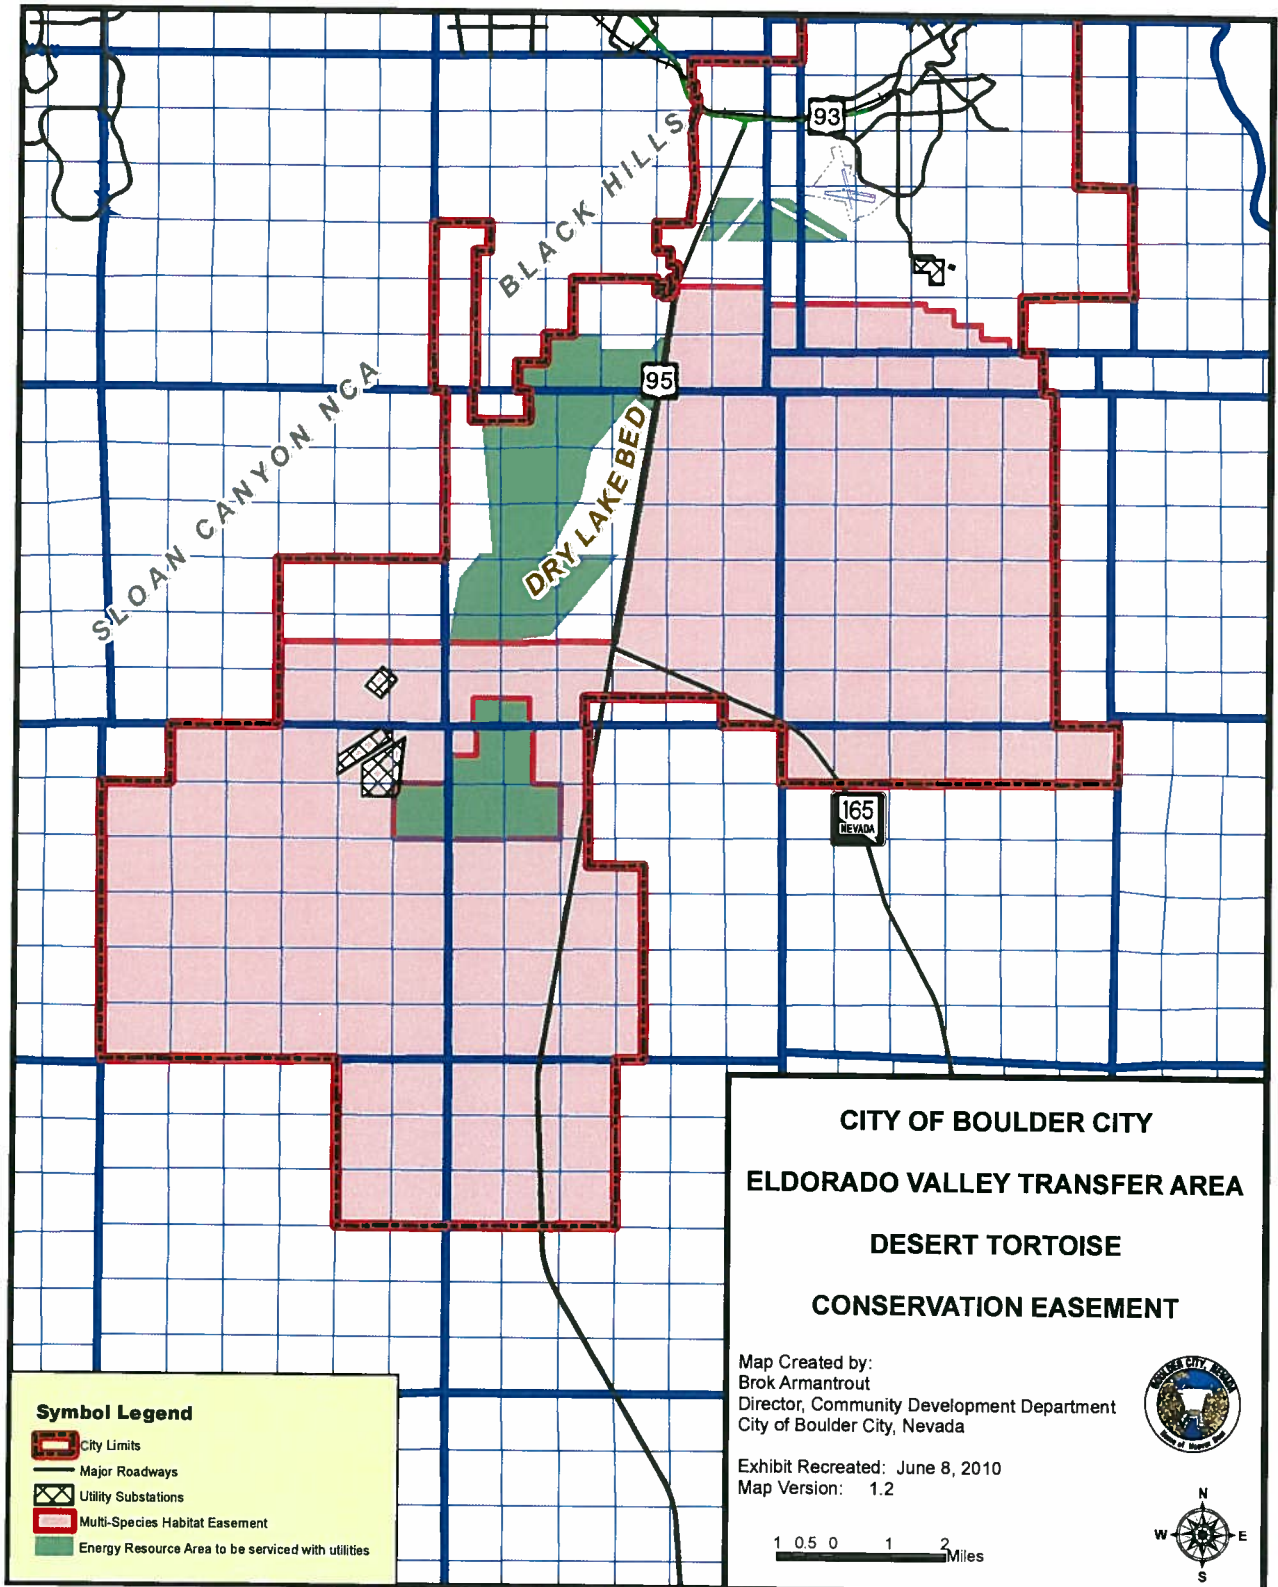 93
BLACK HILLS
95
SLOAN CANYON NCA
DRY LAKE BED
165
NEVADA
CITY OF BOULDER CITY
ELDORADO VALLEY TRANSFER AREA
DESERT TORTOISE
CONSERVATION EASEMENT
Map Created by:
Brok Armantrout
Director, Community Development Department
City of Boulder City, Nevada
Exhibit Recreated: June 8, 2010
Map Version: 1.2
BOULDER CITY, NEVADA
1 0.5 0 1 2
Miles
N
W E
S
Symbol Legend
City Limits
Major Roadways
Utility Substations
Multi-Species Habitat Easement
Energy Resource Area to be serviced with utilities